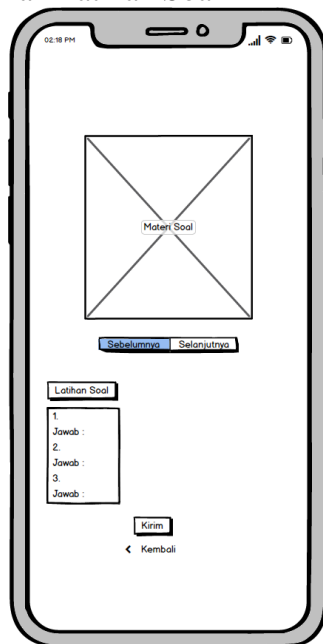 02:18 PM
Materi Soal
Sebelumnya Selanjutnya
Latihan Soal
1.
Jawab :
2.
Jawab :
3.
Jawab :
Kirim
Kembali